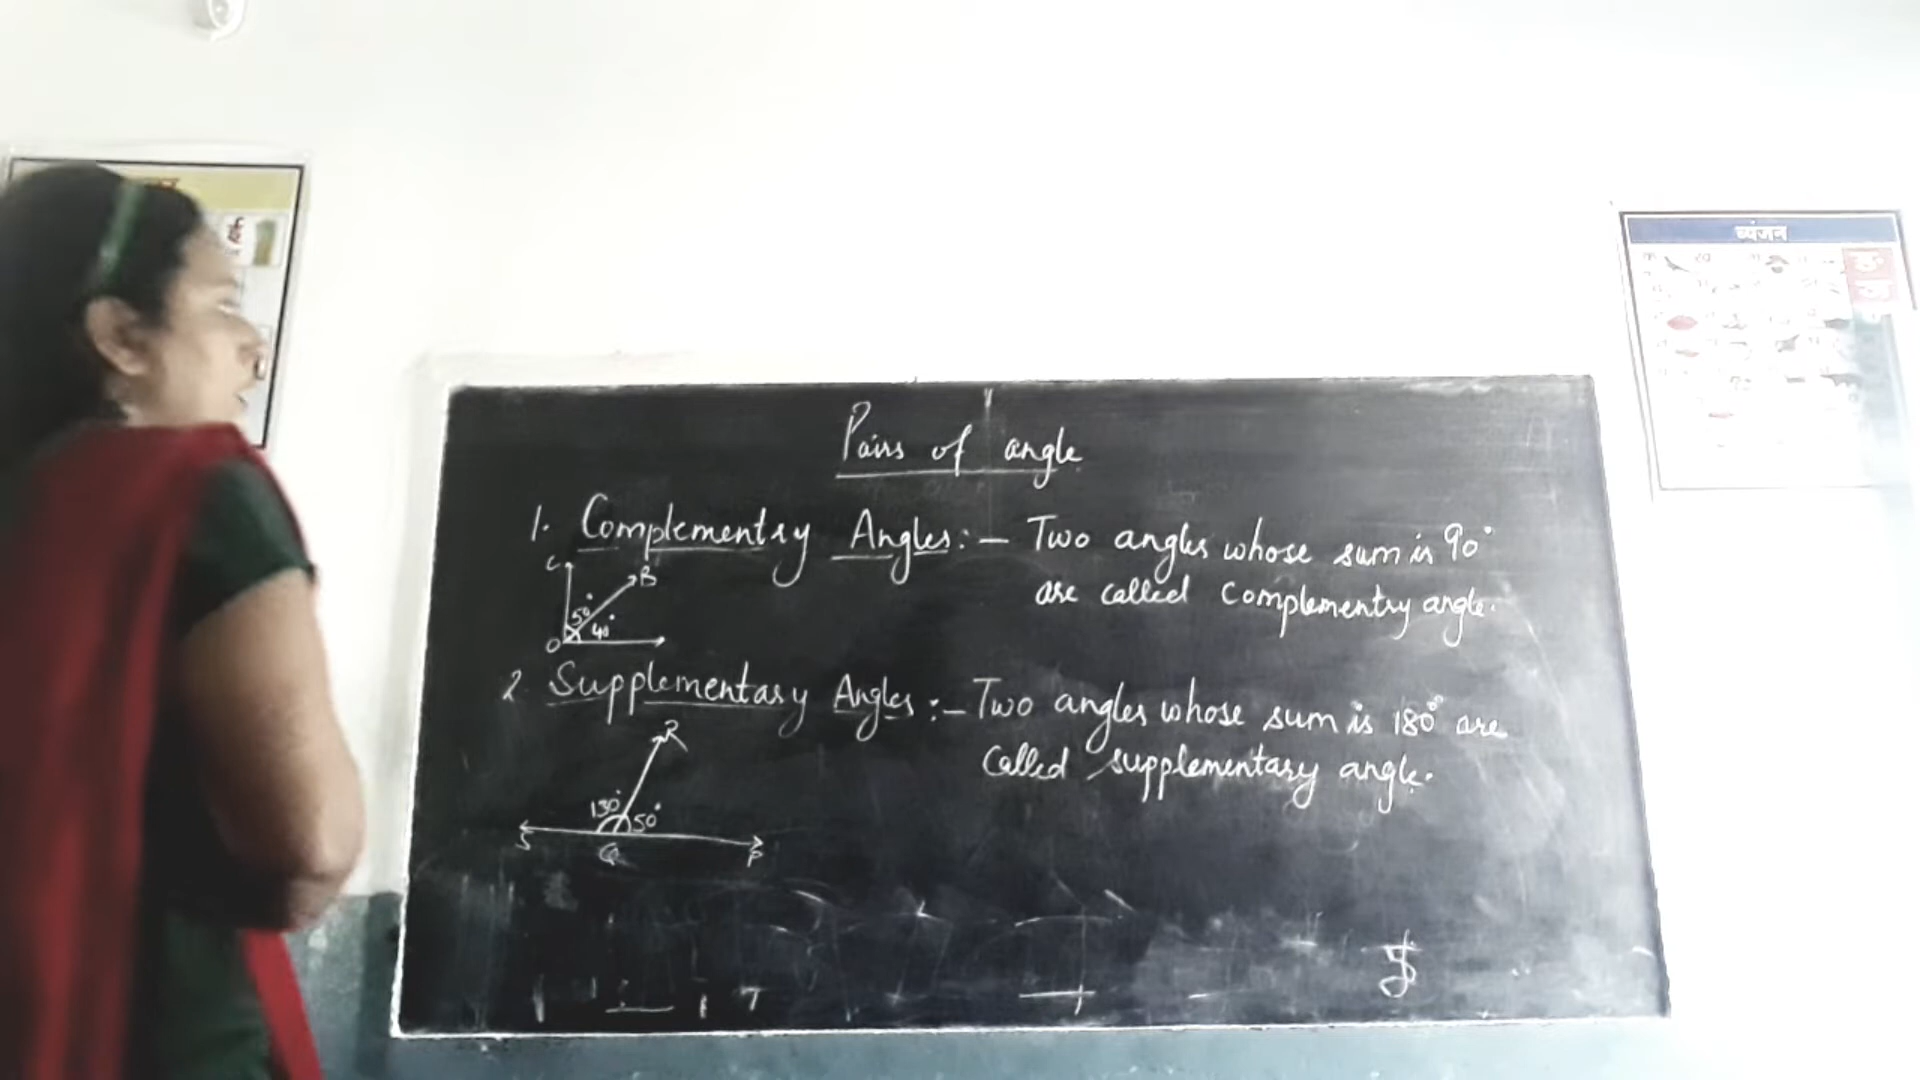 व्यंजन
Pairs of angle
1. Complementry Angles:- Two angles whose sum is 90°
are called Complementry angle.
C
B
50°
40°
O
2. Supplementary Angles:- Two angles whose sum is 180° are
called supplementary angle.
R
130°
50°
S
Q
P